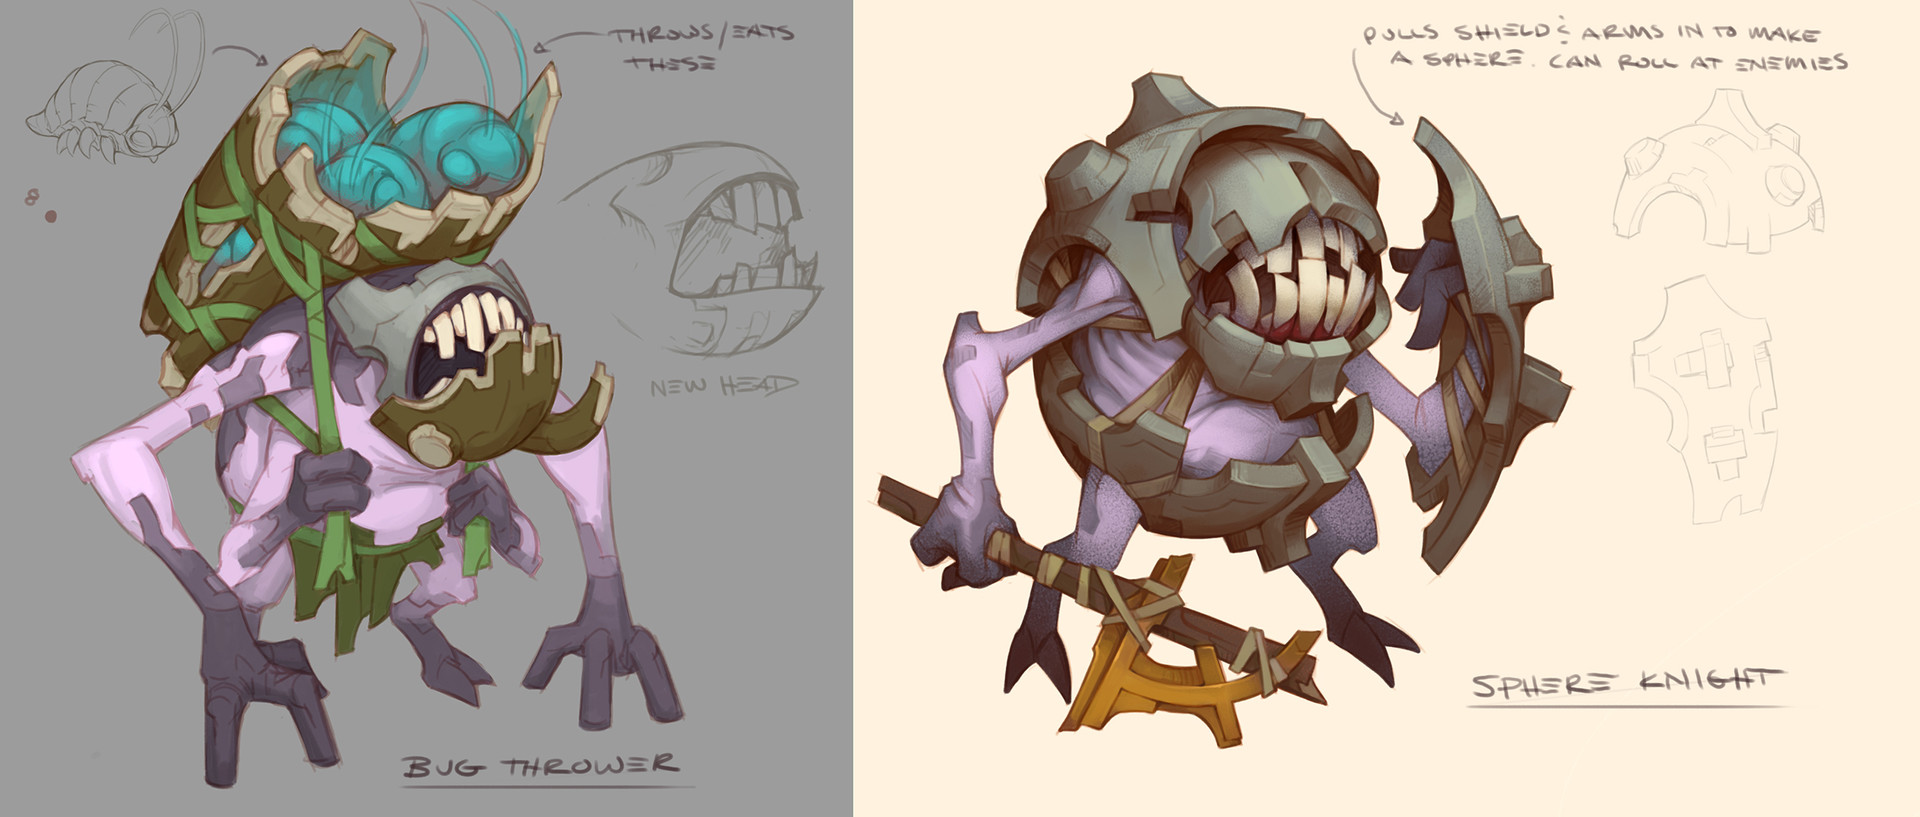 THROWS/EATS
THESE
NEW HEAD
BUG THROWER
PULLS SHIELD & ARMS IN TO MAKE
A SPHERE. CAN ROLL AT ENEMIES
SPHERE KNIGHT